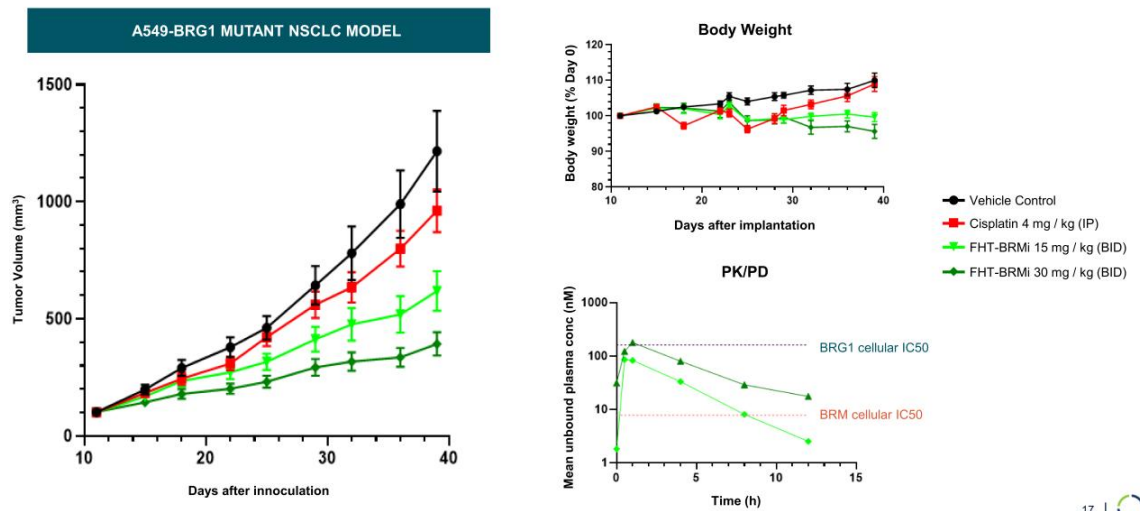 A549-BRG1 MUTANT NSCLC MODEL
1500
1000
500
0
Tumor Volume (mm³)
10
20
30
40
Days after innoculation
Body Weight
120
110
100
90
80
Body weight (% Day 0)
20
30
40
Days after implantation
Vehicle Control
Cisplatin 4 mg / kg (IP)
FHT-BRMi 15 mg / kg (BID)
FHT-BRMi 30 mg / kg (BID)
PK/PD
1000
100
10
1
Mean unbound plasma conc (nM)
BRG1 cellular IC50
BRM cellular IC50
0
5
10
15
Time (h)
17 |